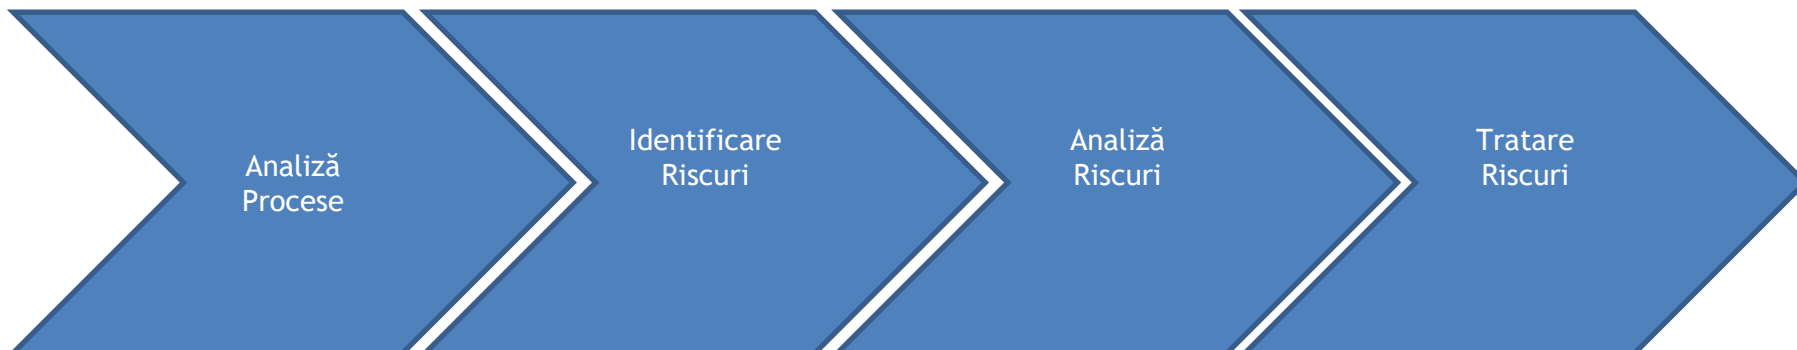 Analiză
Procese
Identificare
Riscuri
Analiză
Riscuri
Tratare
Riscuri